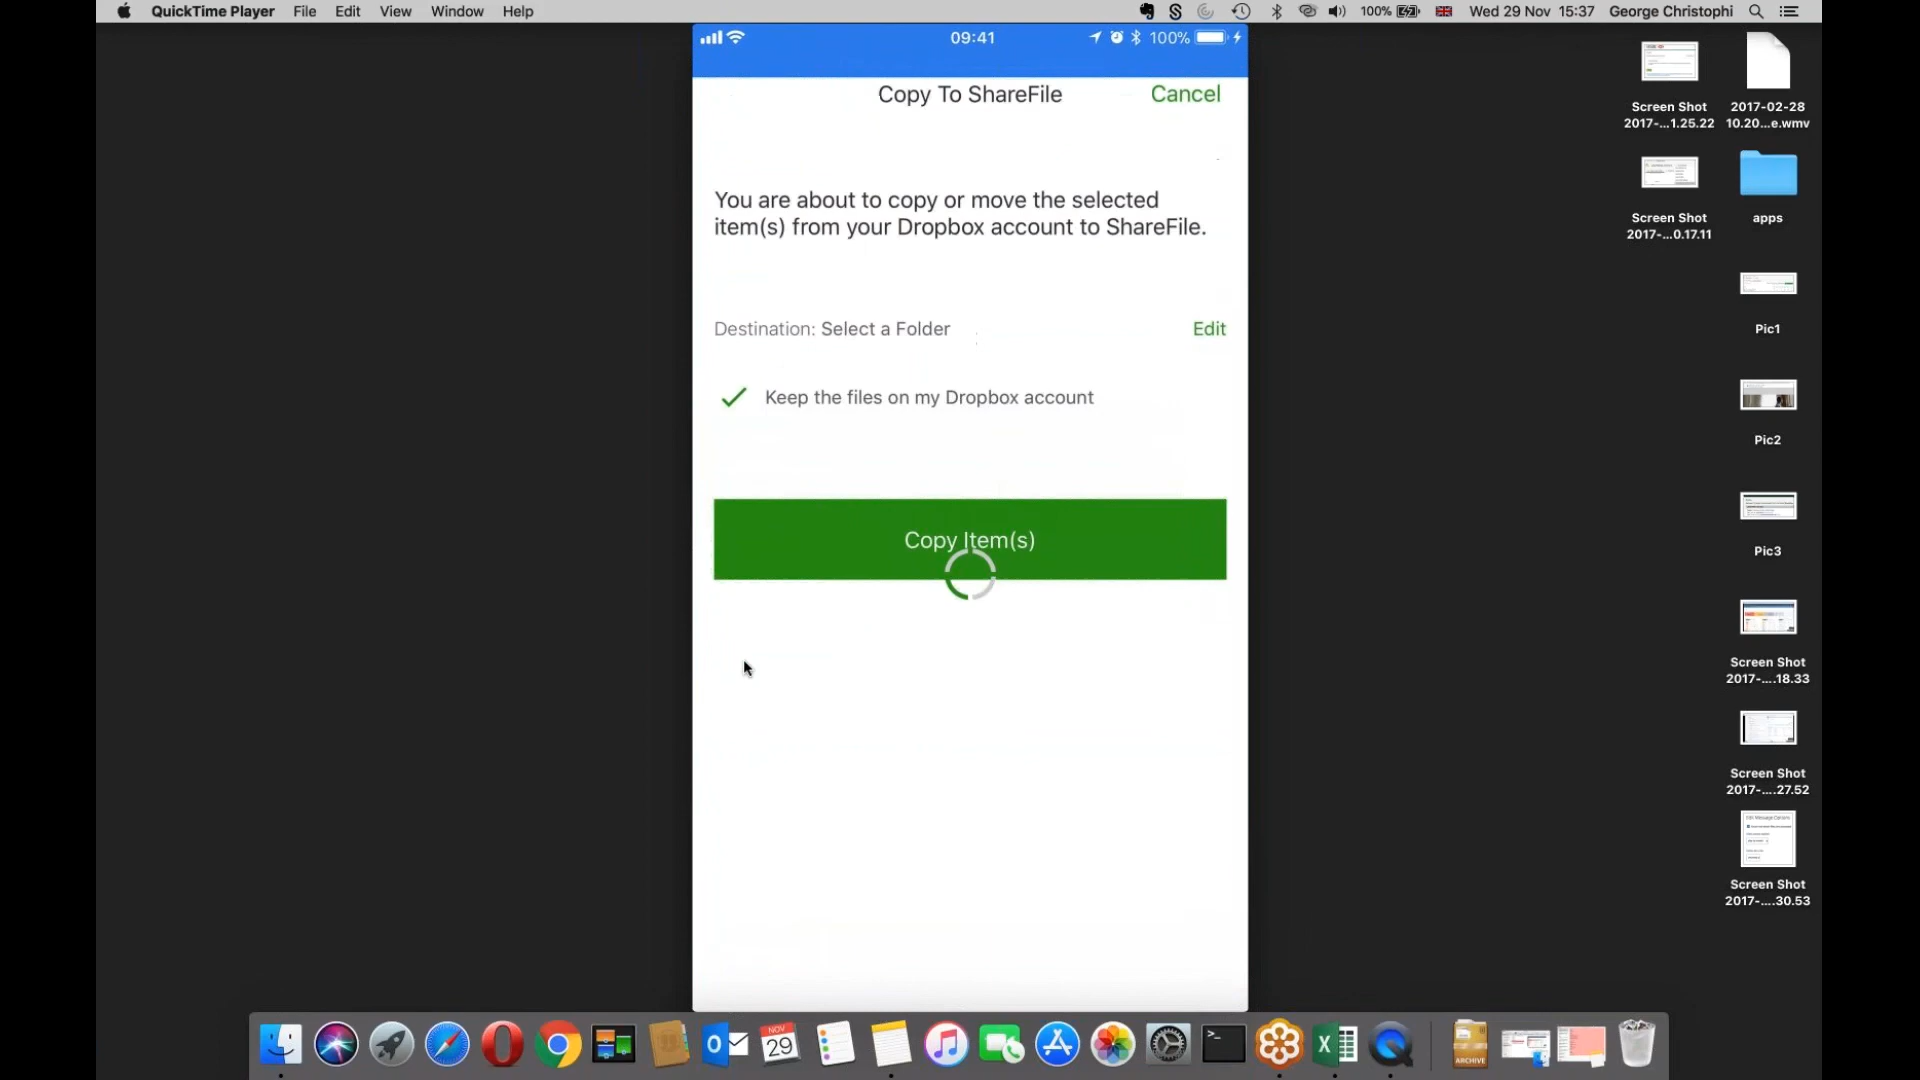 QuickTime Player File Edit View Window Help
100% Wed 29 Nov 15:37 George Christophi
09:41
100%
Copy To ShareFile
Cancel
You are about to copy or move the selected
item(s) from your Dropbox account to ShareFile.
Destination: Select a Folder
Edit
Keep the files on my Dropbox account
Copy Item(s)
Screen Shot
2017-...1.25.22
2017-02-28
10.20...e.wmv
Screen Shot
2017-...0.17.11
apps
Pic1
Pic2
Pic3
Screen Shot
2017-....18.33
Screen Shot
2017-....27.52
Screen Shot
2017-....30.53
NOV
29
ARCHIVE